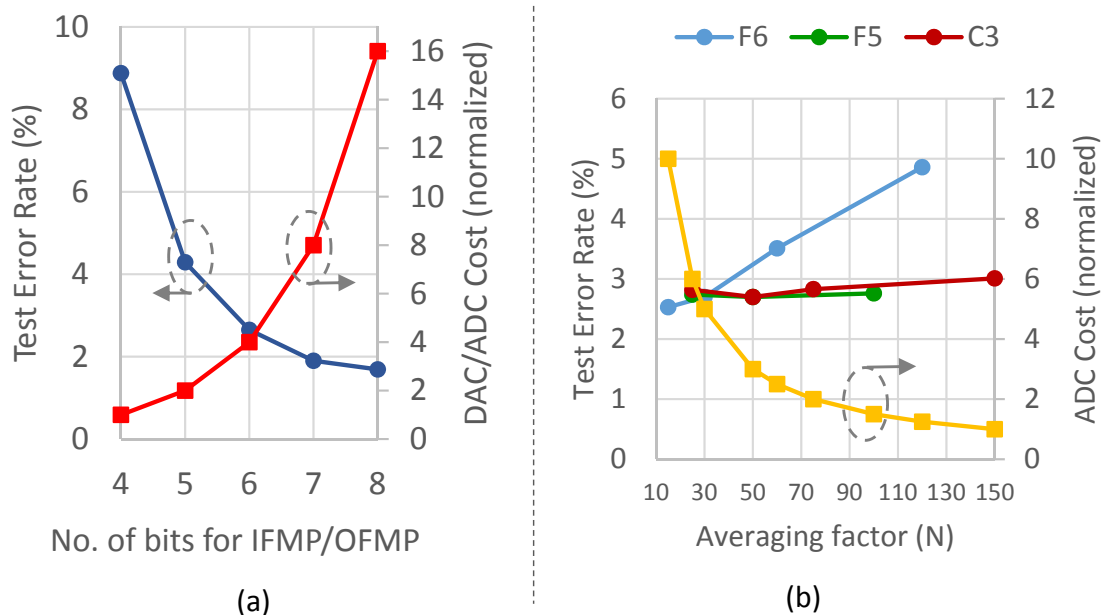 10
8
6
4
2
0
Test Error Rate (%)
16
14
12
10
8
6
4
2
0
DAC/ADC Cost (normalized)
4 5 6 7 8
No. of bits for IFMP/OFMP
(a)
F6 F5 C3
6
5
4
3
2
1
0
Test Error Rate (%)
12
10
8
6
4
2
0
ADC Cost (normalized)
10 30 50 70 90 110 130 150
Averaging factor (N)
(b)